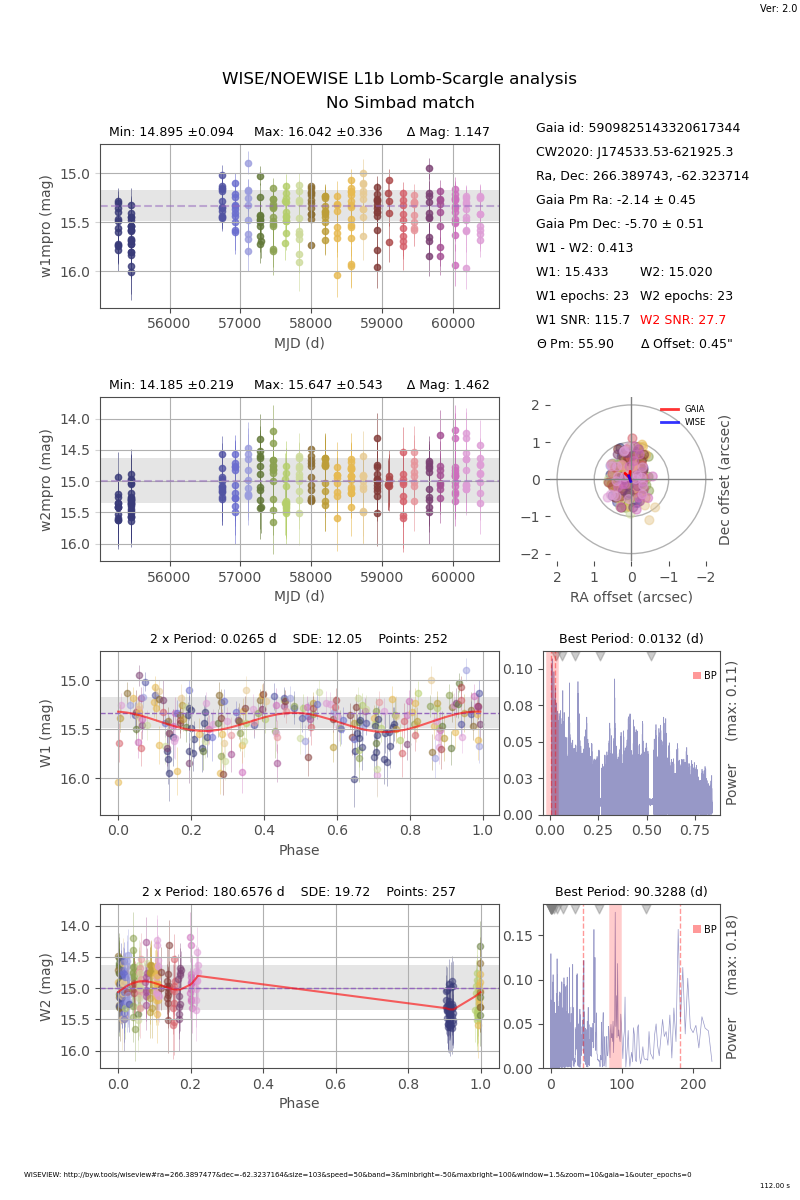 Ver: 2.0
WISE/NOEWISE L1b Lomb-Scargle analysis
No Simbad match
Min: 14.895 ±0.094 Max: 16.042 ±0.336 Δ Mag: 1.147
15.0
15.5
16.0
w1mpro (mag)
56000 57000 58000 59000 60000
MJD (d)
Gaia id: 5909825143320617344
CW2020: J174533.53-621925.3
Ra, Dec: 266.389743, -62.323714
Gaia Pm Ra: -2.14 ± 0.45
Gaia Pm Dec: -5.70 ± 0.51
W1 - W2: 0.413
W1: 15.433 W2: 15.020
W1 epochs: 23 W2 epochs: 23
W1 SNR: 115.7 W2 SNR: 27.7
Θ Pm: 55.90 Δ Offset: 0.45"
Min: 14.185 ±0.219 Max: 15.647 ±0.543 Δ Mag: 1.462
14.0
14.5
15.0
15.5
16.0
w2mpro (mag)
56000 57000 58000 59000 60000
MJD (d)
GAIA
WISE
2
1
0
−1
−2
Dec offset (arcsec)
2 1 0 −1 −2
RA offset (arcsec)
2 x Period: 0.0265 d SDE: 12.05 Points: 252
15.0
15.5
16.0
W1 (mag)
0.0 0.2 0.4 0.6 0.8 1.0
Phase
Best Period: 0.0132 (d)
BP
0.10
0.08
0.05
0.03
0.00
Power (max: 0.11)
0.00 0.25 0.50 0.75
2 x Period: 180.6576 d SDE: 19.72 Points: 257
14.0
14.5
15.0
15.5
16.0
W2 (mag)
0.0 0.2 0.4 0.6 0.8 1.0
Phase
Best Period: 90.3288 (d)
BP
0.15
0.10
0.05
0.00
Power (max: 0.18)
0 100 200
WISEVIEW: http://byw.tools/wiseview#ra=266.3897477&dec=-62.3237164&size=103&speed=50&band=3&minbright=-50&maxbright=100&window=1.5&zoom=10&gaia=1&outer_epochs=0
112.00 s